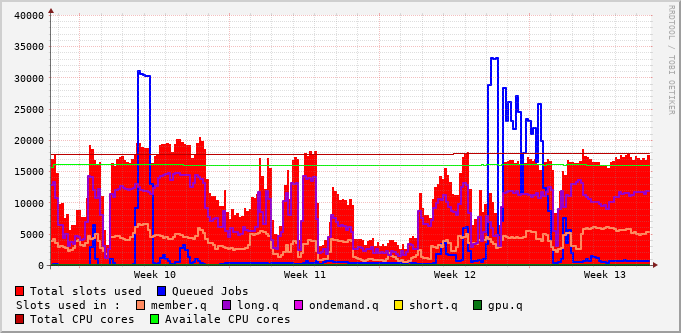 40000
35000
30000
25000
20000
15000
10000
5000
0
Week 10 Week 11 Week 12 Week 13
RRDTOOL / TOBI OETIKER
Total slots used Queued Jobs
Slots used in : member.q long.q ondemand.q short.q gpu.q
Total CPU cores Availale CPU cores